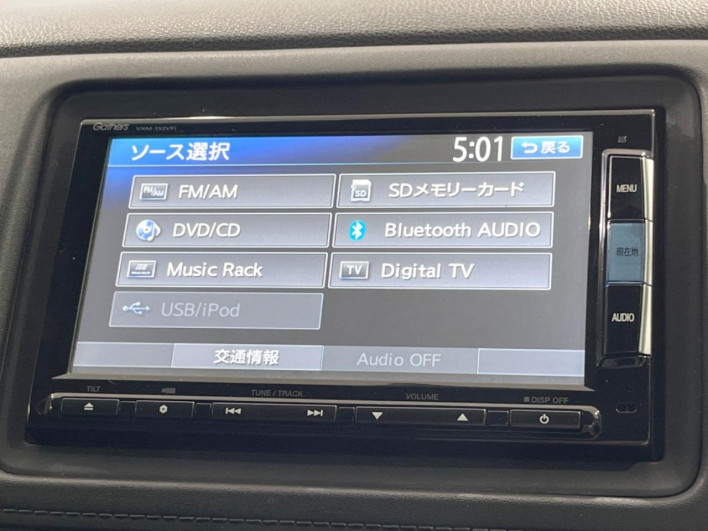 Gathers VXM-155VFi
ソース選択 5:01 戻る
FM/AM SDメモリーカード
DVD/CD Bluetooth AUDIO
Music Rack TV Digital TV
USB/iPod
交通情報 Audio OFF
MENU
現在地
AUDIO
TILT TUNE / TRACK VOLUME DISP OFF